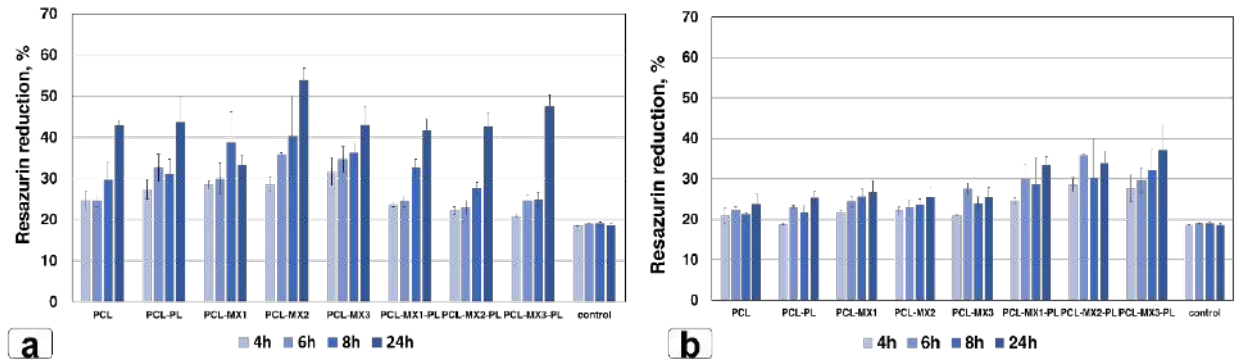 70
60
50
40
30
20
10
0
Resazurin reduction, %
PCL PCL-PL PCL-MX1 PCL-MX2 PCL-MX3 PCL-MX1-PL PCL-MX2-PL PCL-MX3-PL control
4h 6h 8h 24h
a
70
60
50
40
30
20
10
0
Resazurin reduction, %
PCL PCL-PL PCL-MX1 PCL-MX2 PCL-MX3 PCL-MX1-PL PCL-MX2-PL PCL-MX3-PL control
4h 6h 8h 24h
b